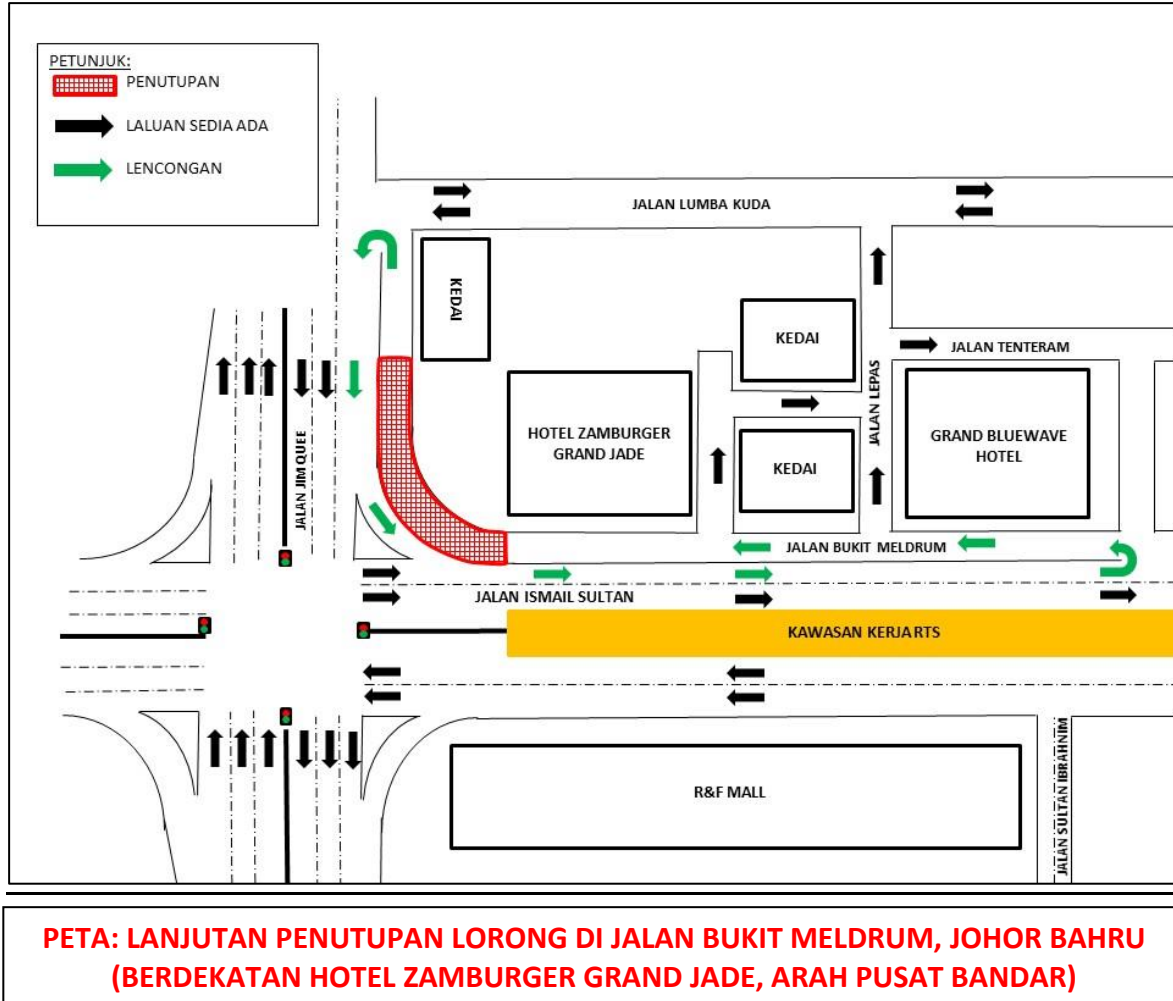 PETUNJUK:
PENUTUPAN
LALUAN SEDIA ADA
LENCONGAN
JALAN LUMBA KUDA
KEDAI
KEDAI
JALAN TENTERAM
JALAN LEPAS
HOTEL ZAMBURGER
GRAND JADE
KEDAI
GRAND BLUEWAVE
HOTEL
JALAN JIM QUEE
JALAN BUKIT MELDRUM
JALAN ISMAIL SULTAN
KAWASAN KERJA RTS
R&F MALL
JALAN SULTAN IBRAHNIM
PETA: LANJUTAN PENUTUPAN LORONG DI JALAN BUKIT MELDRUM, JOHOR BAHRU
(BERDEKATAN HOTEL ZAMBURGER GRAND JADE, ARAH PUSAT BANDAR)